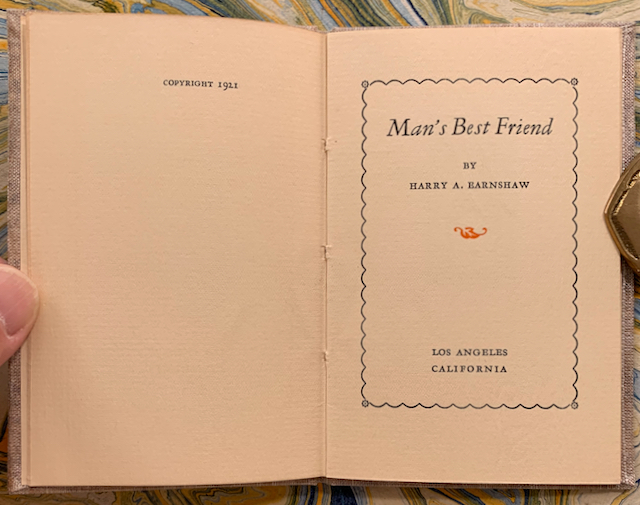 COPYRIGHT 1921
Man's Best Friend
BY
HARRY A. EARNSHAW
LOS ANGELES
CALIFORNIA